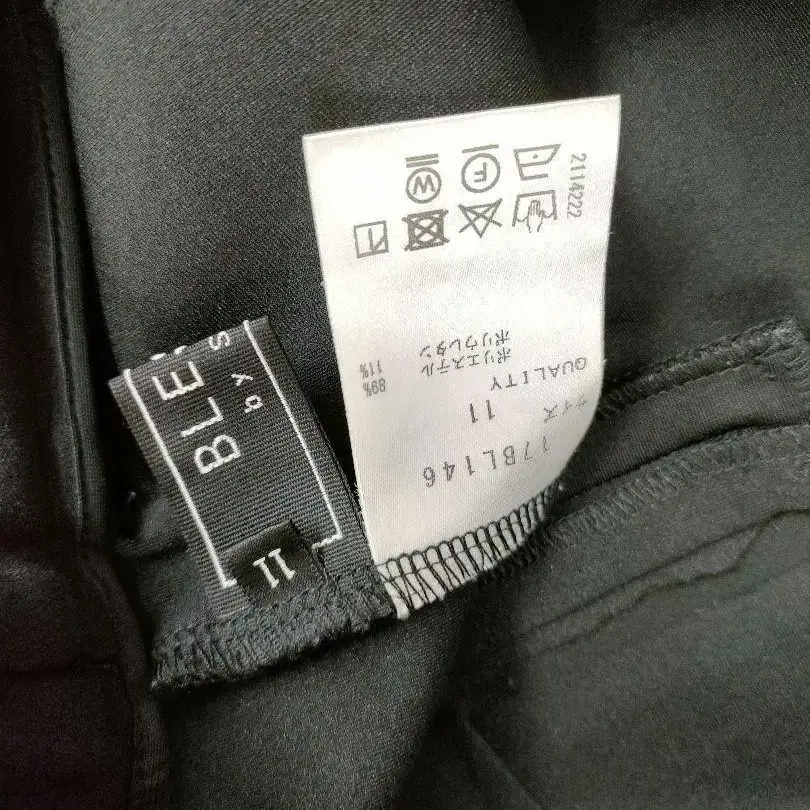 BLE
S by
11
17BL146
サイズ 11
QUALITY
ポリエステル 89%
ポリウレタン 11%
F
W
2114222